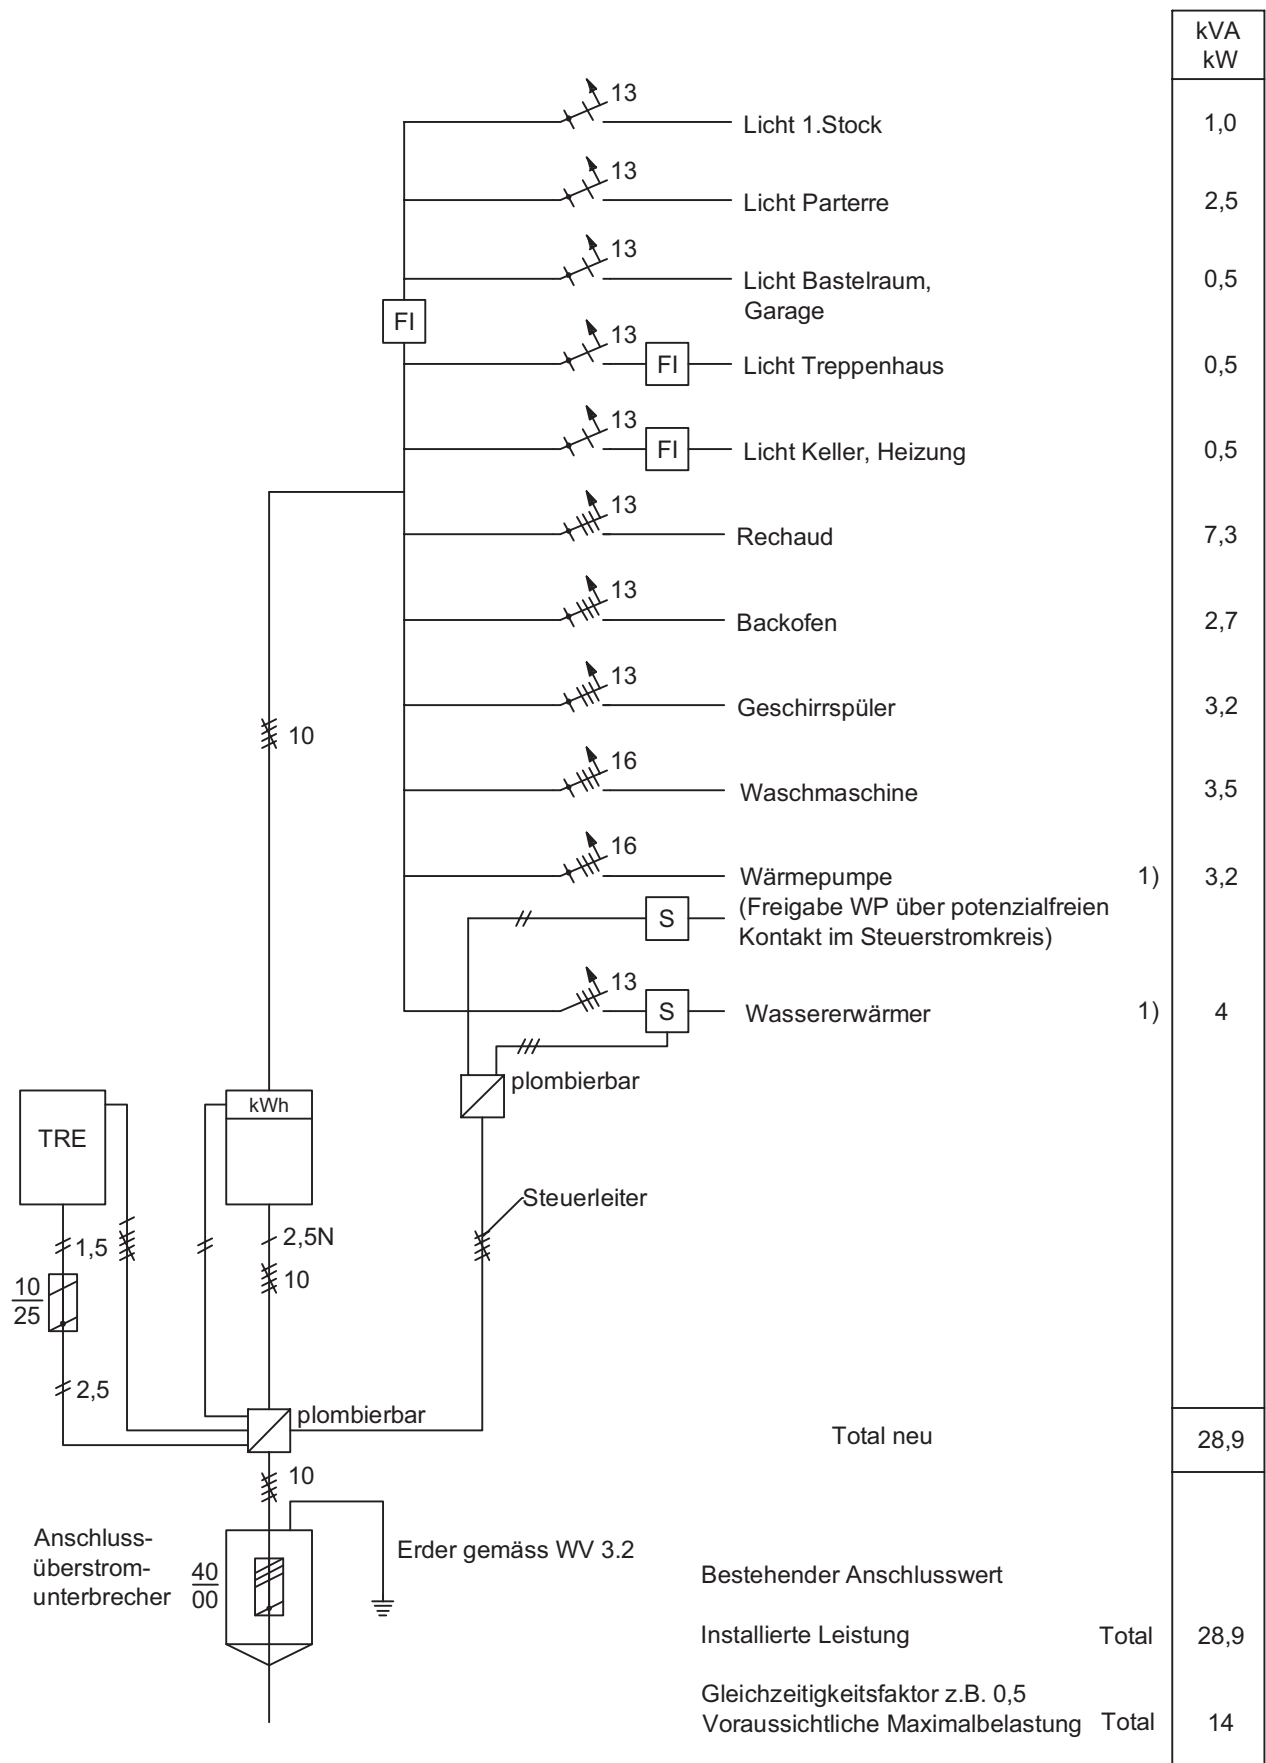 kVA
kW
13
Licht 1.Stock
1,0
13
Licht Parterre
2,5
13
Licht Bastelraum,
Garage
0,5
FI
13
FI
Licht Treppenhaus
0,5
13
FI
Licht Keller, Heizung
0,5
13
Rechaud
7,3
13
Backofen
2,7
13
Geschirrspüler
3,2
10
16
Waschmaschine
3,5
16
Wärmepumpe
1)
3,2
S
(Freigabe WP über potenzialfreien
Kontakt im Steuerstromkreis)
13
S
Wassererwärmer
1)
4
plombierbar
kWh
TRE
Steuerleiter
1,5
2,5N
10
10
25
2,5
plombierbar
Total neu
28,9
10
Anschluss-
überstrom-
unterbrecher
40
00
Erder gemäss WV 3.2
Bestehender Anschlusswert
Installierte Leistung
Total
28,9
Gleichzeitigkeitsfaktor z.B. 0,5
Voraussichtliche Maximalbelastung
Total
14